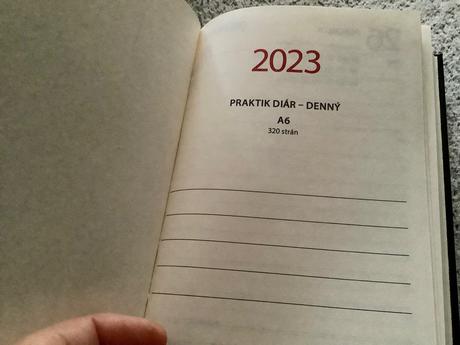 2023
PRAKTIK DIÁR – DENNÝ
A6
320 strán